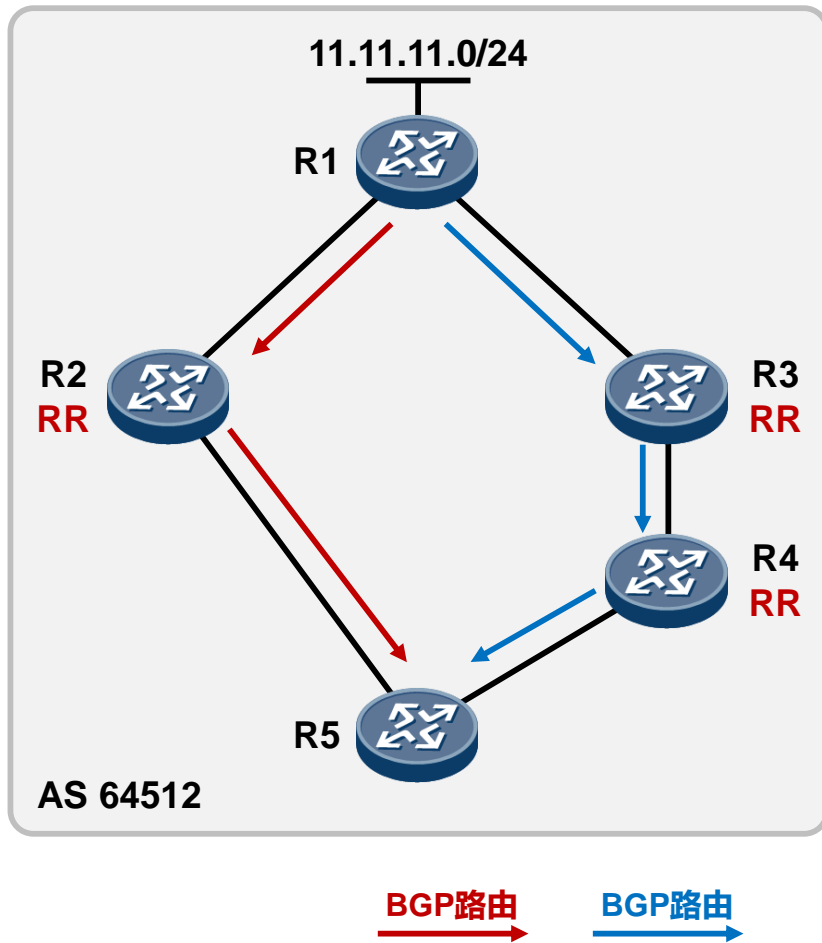 11.11.11.0/24
R1
R2
RR
R3
RR
R4
RR
R5
AS 64512
BGP路由
BGP路由